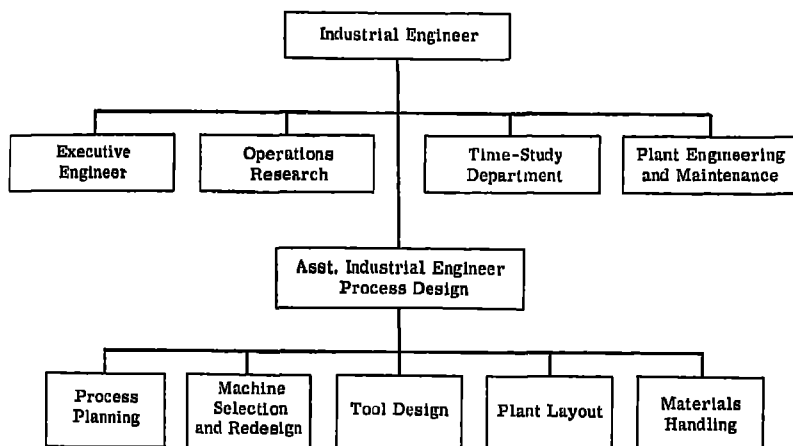 Industrial Engineer
Executive
Engineer
Operations
Research
Time-Study
Department
Plant Engineering
and Maintenance
Asst. Industrial Engineer
Process Design
Process
Planning
Machine
Selection
and Redesign
Tool Design
Plant Layout
Materials
Handling